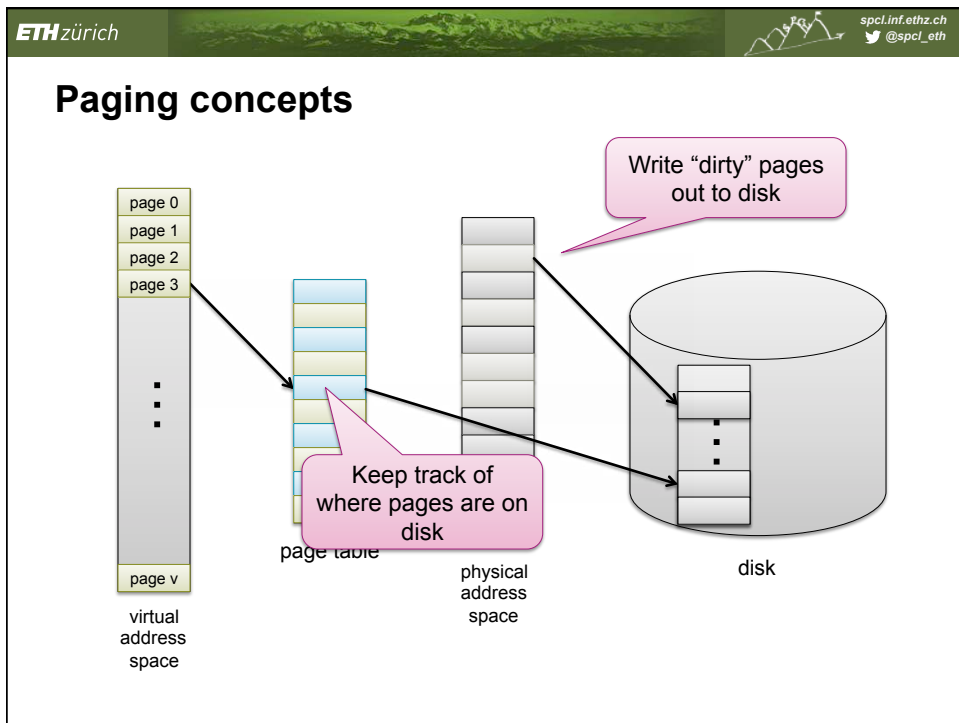 ETH zürich
spcl.inf.ethz.ch
@spcl_eth
Paging concepts
Write “dirty” pages
out to disk
page 0
page 1
page 2
page 3
Keep track of
where pages are on
disk
page table
page v
virtual
address
space
physical
address
space
disk